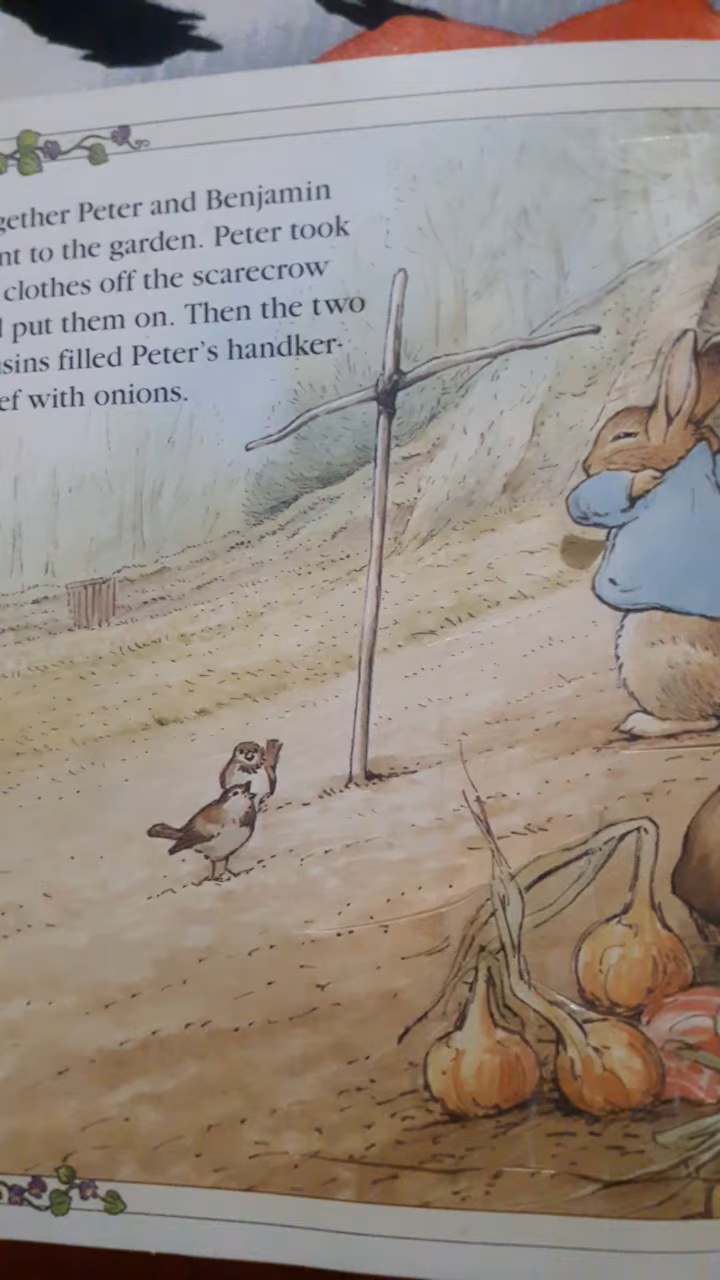 gether Peter and Benjamin
nt to the garden. Peter took
clothes off the scarecrow
put them on. Then the two
sins filled Peter's handker-
ef with onions.